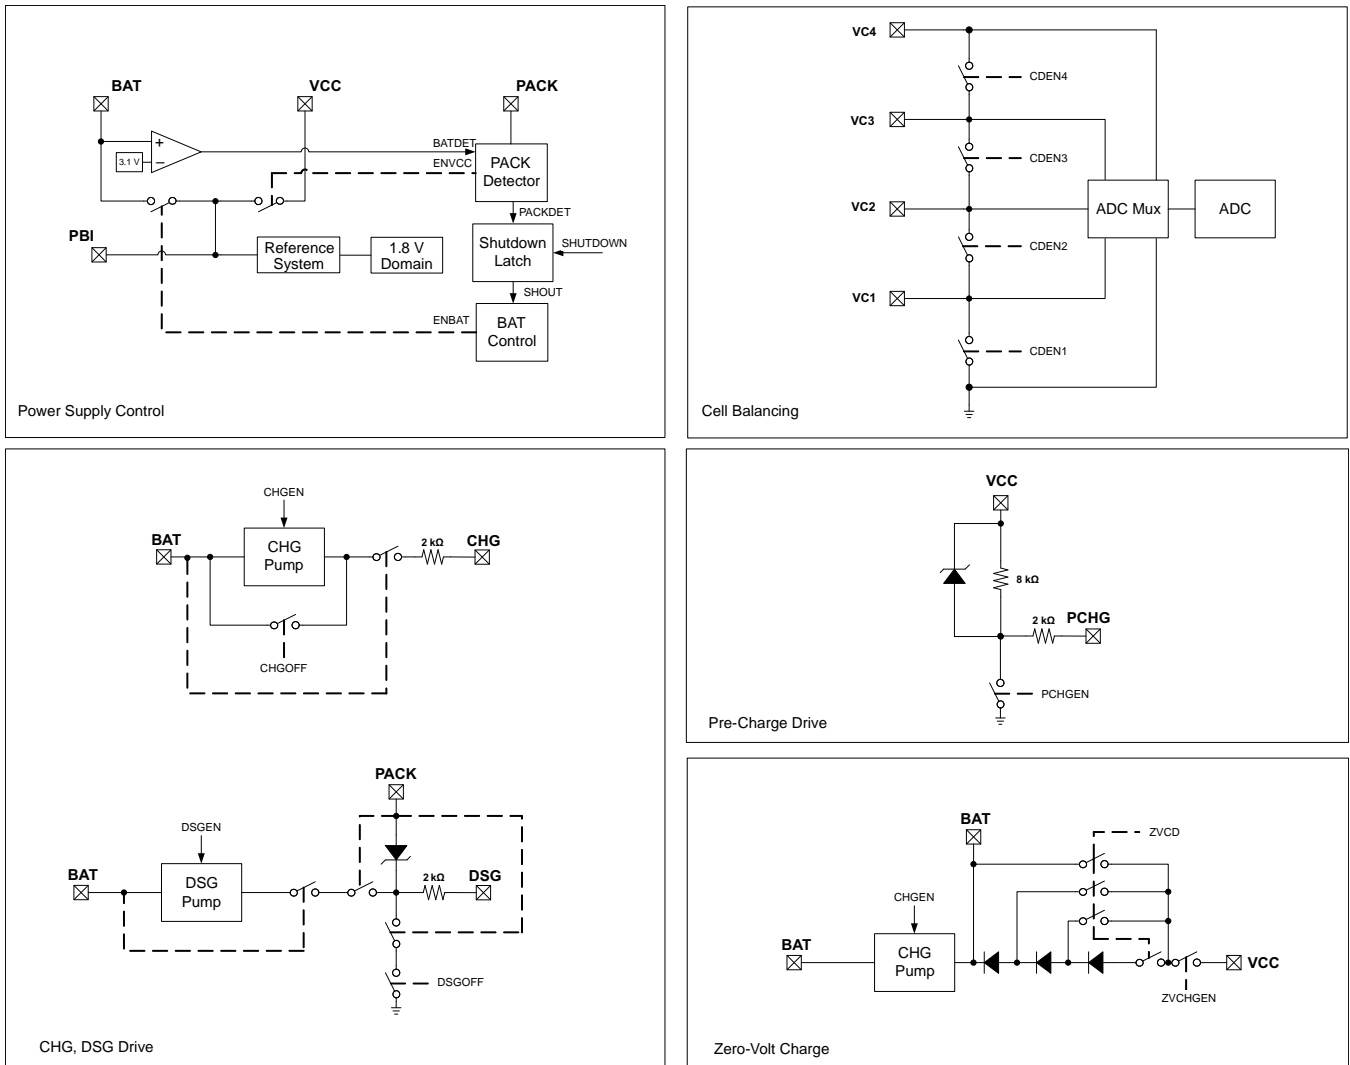 BAT
VCC
PACK
3.1 V
+
−
BATDET
ENVCC
PACK
Detector
PACKDET
PBI
Reference
System
1.8 V
Domain
Shutdown
Latch
SHUTDOWN
SHOUT
ENBAT
BAT
Control
Power Supply Control
VC4
CDEN4
VC3
CDEN3
VC2
ADC Mux
ADC
CDEN2
VC1
CDEN1
Cell Balancing
CHGEN
BAT
CHG
Pump
2 kΩ
CHG
CHGOFF
PACK
DSGEN
BAT
DSG
Pump
2 kΩ
DSG
DSGOFF
CHG, DSG Drive
VCC
8 kΩ
2 kΩ
PCHG
PCHGEN
Pre-Charge Drive
BAT
ZVCD
CHGEN
BAT
CHG
Pump
VCC
ZVCHGEN
Zero-Volt Charge